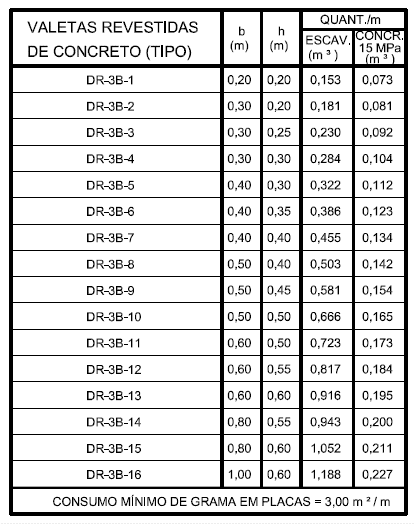 VALETAS REVESTIDAS DE CONCRETO (TIPO) b (m) h (m) QUANT./m ESCAV. (m ³ ) CONCR. 15 MPa (m ³ )
DR-3B-1 0,20 0,20 0,153 0,073
DR-3B-2 0,30 0,20 0,181 0,081
DR-3B-3 0,30 0,25 0,230 0,092
DR-3B-4 0,30 0,30 0,284 0,104
DR-3B-5 0,40 0,30 0,322 0,112
DR-3B-6 0,40 0,35 0,386 0,123
DR-3B-7 0,40 0,40 0,455 0,134
DR-3B-8 0,50 0,40 0,503 0,142
DR-3B-9 0,50 0,45 0,581 0,154
DR-3B-10 0,50 0,50 0,666 0,165
DR-3B-11 0,60 0,50 0,723 0,173
DR-3B-12 0,60 0,55 0,817 0,184
DR-3B-13 0,60 0,60 0,916 0,195
DR-3B-14 0,80 0,55 0,943 0,200
DR-3B-15 0,80 0,60 1,052 0,211
DR-3B-16 1,00 0,60 1,188 0,227
CONSUMO MÍNIMO DE GRAMA EM PLACAS = 3,00 m ² / m